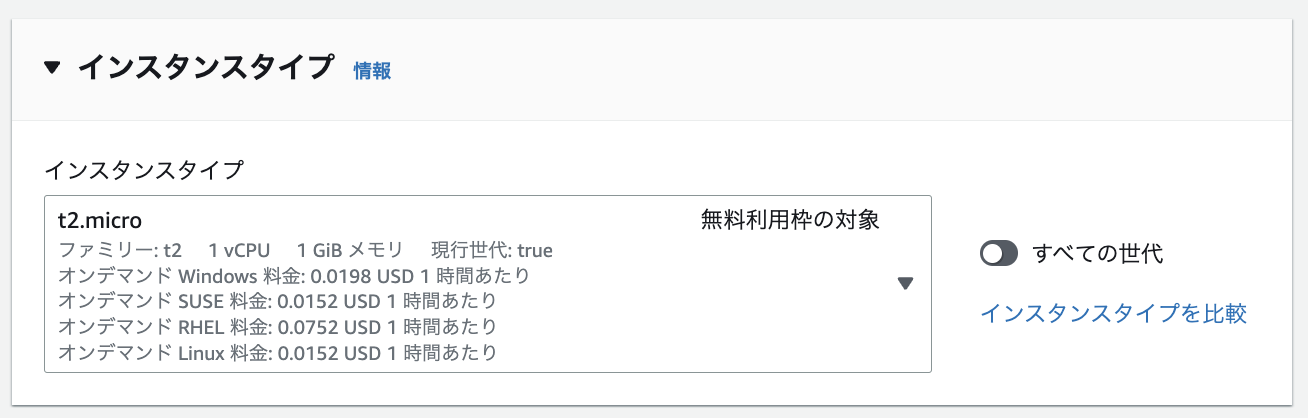 ▼ インスタンスタイプ 情報
インスタンスタイプ
t2.micro 無料利用枠の対象
ファミリー: t2 1 vCPU 1 GiB メモリ 現行世代: true
オンデマンド Windows 料金: 0.0198 USD 1 時間あたり
オンデマンド SUSE 料金: 0.0152 USD 1 時間あたり
オンデマンド RHEL 料金: 0.0752 USD 1 時間あたり
オンデマンド Linux 料金: 0.0152 USD 1 時間あたり
すべての世代
インスタンスタイプを比較